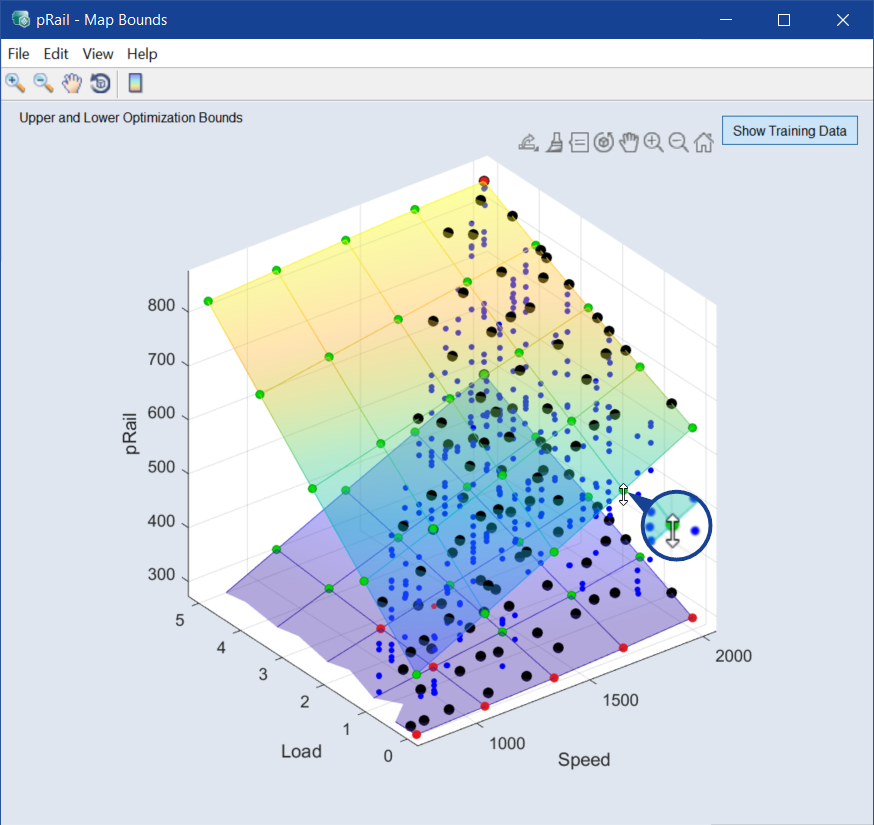 pRail - Map Bounds
File Edit View Help
Upper and Lower Optimization Bounds
Show Training Data
800
700
600
500
400
300
pRail
5
4
3
2
1
0
Load
1000
1500
2000
Speed